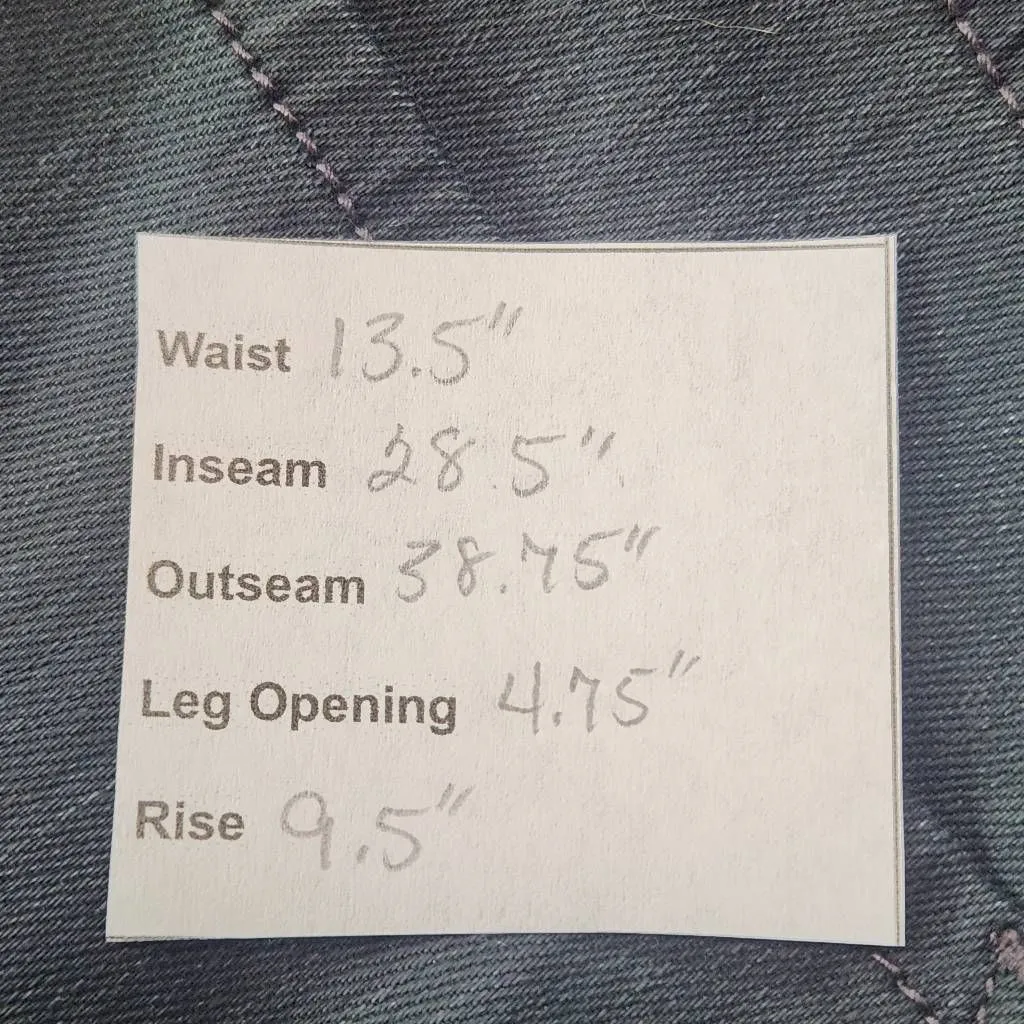 Waist 13.5"
Inseam 28.5"
Outseam 38.75"
Leg Opening 4.75"
Rise 9.5"